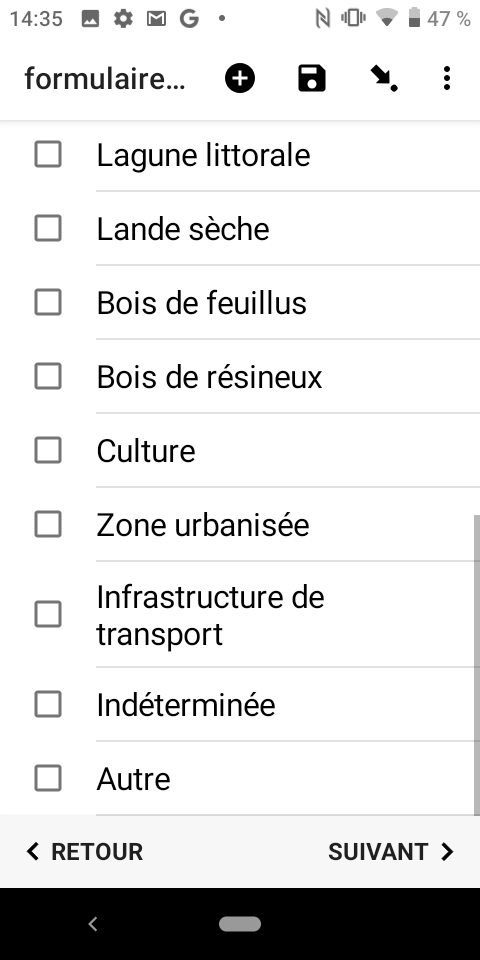 14:35
47 %
formulaire...
Lagune littorale
Lande sèche
Bois de feuillus
Bois de résineux
Culture
Zone urbanisée
Infrastructure de
transport
Indéterminée
Autre
RETOUR
SUIVANT